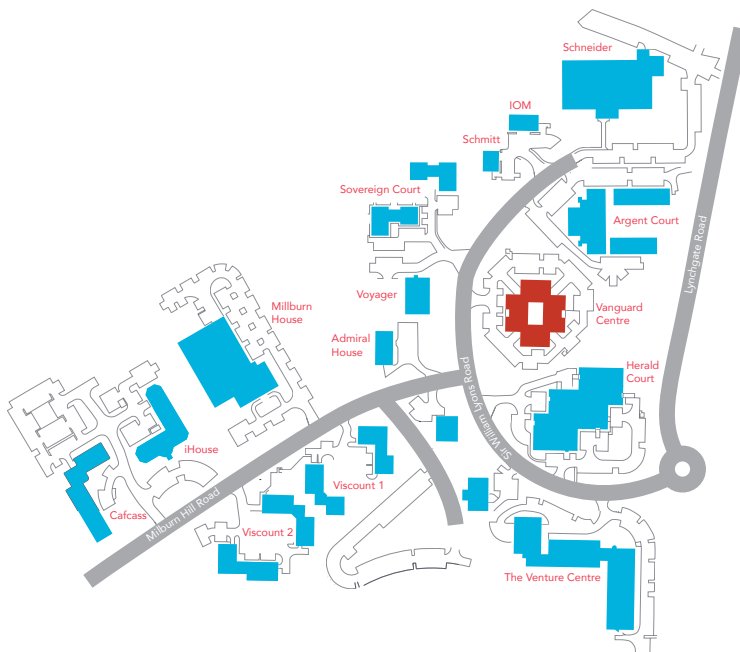 Schneider
IOM
Schmitt
Sovereign Court
Argent Court
Lynchgate Road
Voyager
Vanguard
Centre
Millburn
House
Admiral
House
Herald
Court
Sir William Lyons Road
iHouse
Viscount 1
Cafcass
Milburn Hill Road
Viscount 2
The Venture Centre